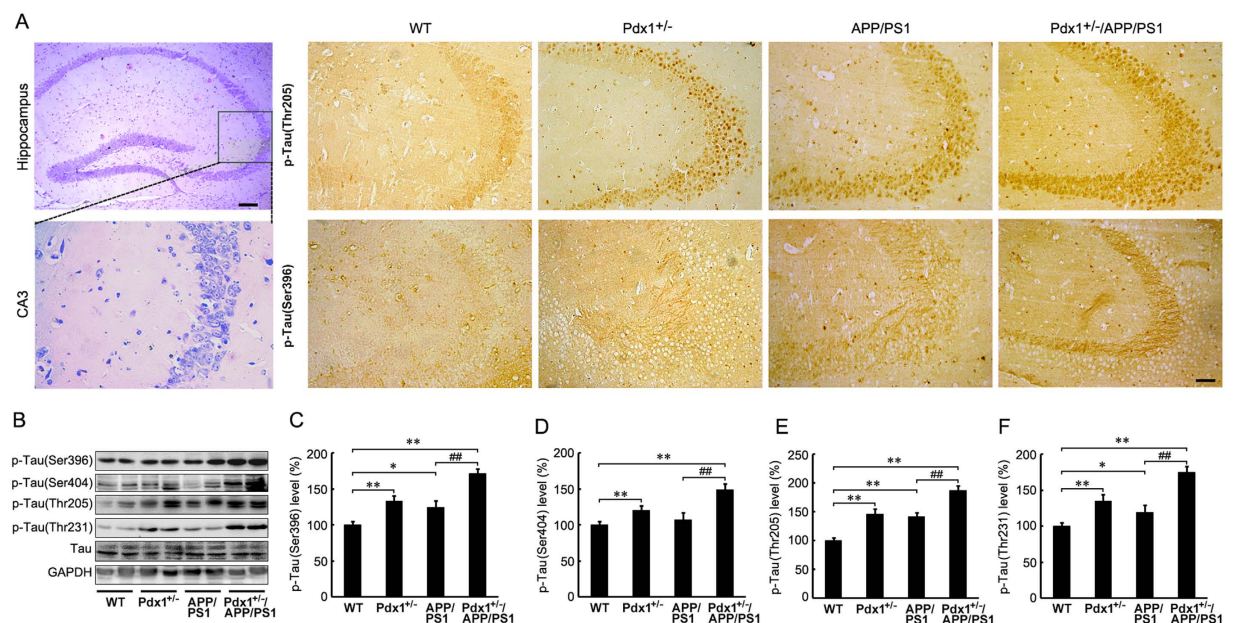 A
WT
Pdx1+/-
APP/PS1
Pdx1+/-/APP/PS1
Hippocampus
p-Tau(Thr205)
CA3
p-Tau(Ser396)
B
p-Tau(Ser396)
p-Tau(Ser404)
p-Tau(Thr205)
p-Tau(Thr231)
Tau
GAPDH
WT
Pdx1+/-
APP/
PS1
Pdx1+/-/
APP/PS1
C
p-Tau(Ser396) level (%)
200
150
100
50
0
**
*
##
**
WT
Pdx1+/-
APP/
PS1
Pdx1+/-/
APP/PS1
D
p-Tau(Ser404) level (%)
200
150
100
50
0
**
##
**
WT
Pdx1+/-
APP/
PS1
Pdx1+/-/
APP/PS1
E
p-Tau(Thr205) level (%)
250
200
150
100
50
0
**
**
##
**
WT
Pdx1+/-
APP/
PS1
Pdx1+/-/
APP/PS1
F
p-Tau(Thr231) level (%)
200
150
100
50
0
**
*
##
**
WT
Pdx1+/-
APP/
PS1
Pdx1+/-/
APP/PS1